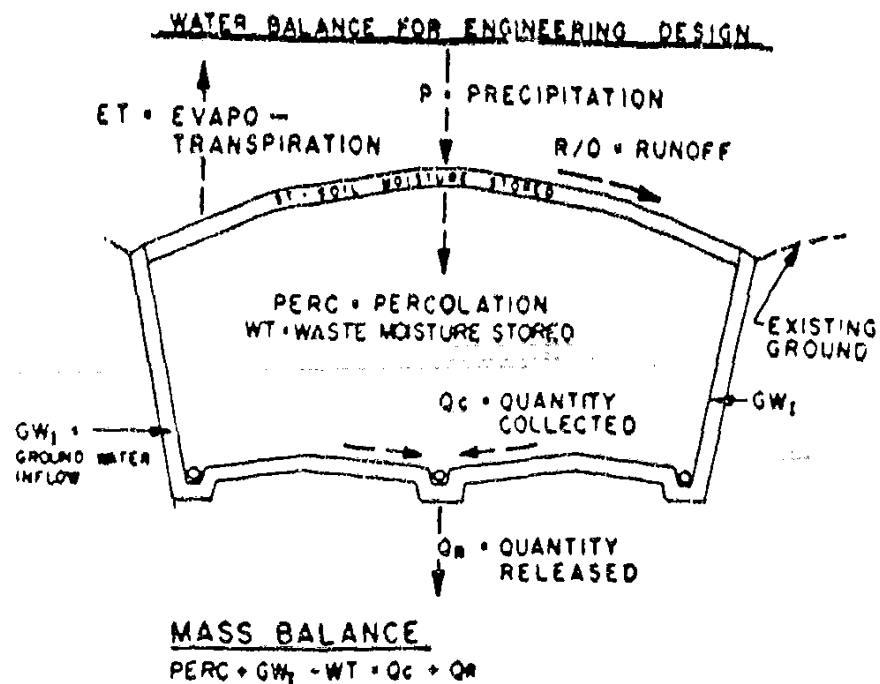 WATER BALANCE FOR ENGINEERING DESIGN
P = PRECIPITATION
ET = EVAPO-
TRANSPIRATION
R/O = RUNOFF
ST = SOIL MOISTURE STORED
PERC = PERCOLATION
WT = WASTE MOISTURE STORED
EXISTING
GROUND
QC = QUANTITY
COLLECTED
GWI
GWI =
GROUND WATER
INFLOW
QR = QUANTITY
RELEASED
MASS BALANCE
PERC + GWI - WT = QC + QR